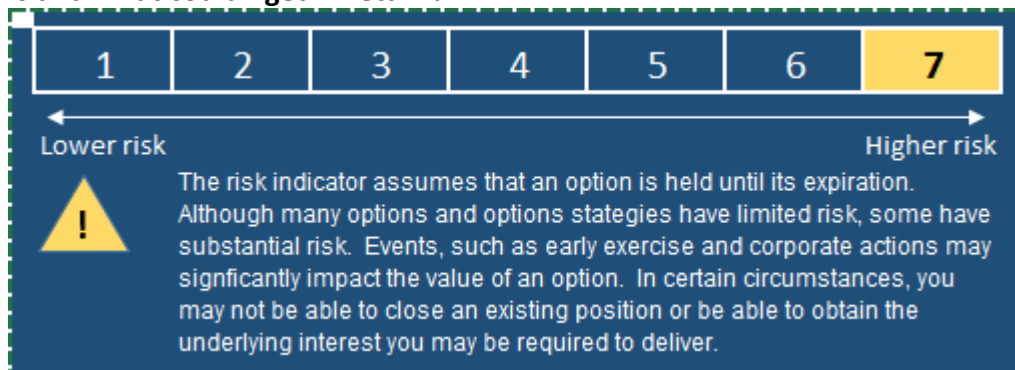 1 2 3 4 5 6 7
Lower risk Higher risk
!
The risk indicator assumes that an option is held until its expiration.
Although many options and options stategies have limited risk, some have
substantial risk. Events, such as early exercise and corporate actions may
signficantly impact the value of an option. In certain circumstances, you
may not be able to close an existing position or be able to obtain the
underlying interest you may be required to deliver.